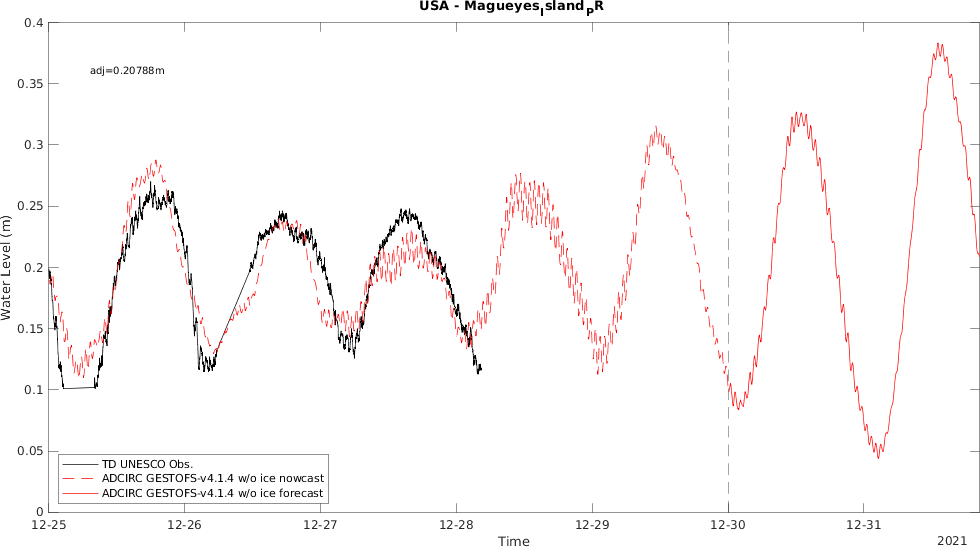 USA - Magueyes_Island_PR
adj=0.20788m
0.4
0.35
0.3
0.25
0.2
0.15
0.1
0.05
0
Water Level (m)
TD UNESCO Obs.
ADCIRC GESTOFS-v4.1.4 w/o ice nowcast
ADCIRC GESTOFS-v4.1.4 w/o ice forecast
12-25 12-26 12-27 12-28 12-29 12-30 12-31
Time
2021